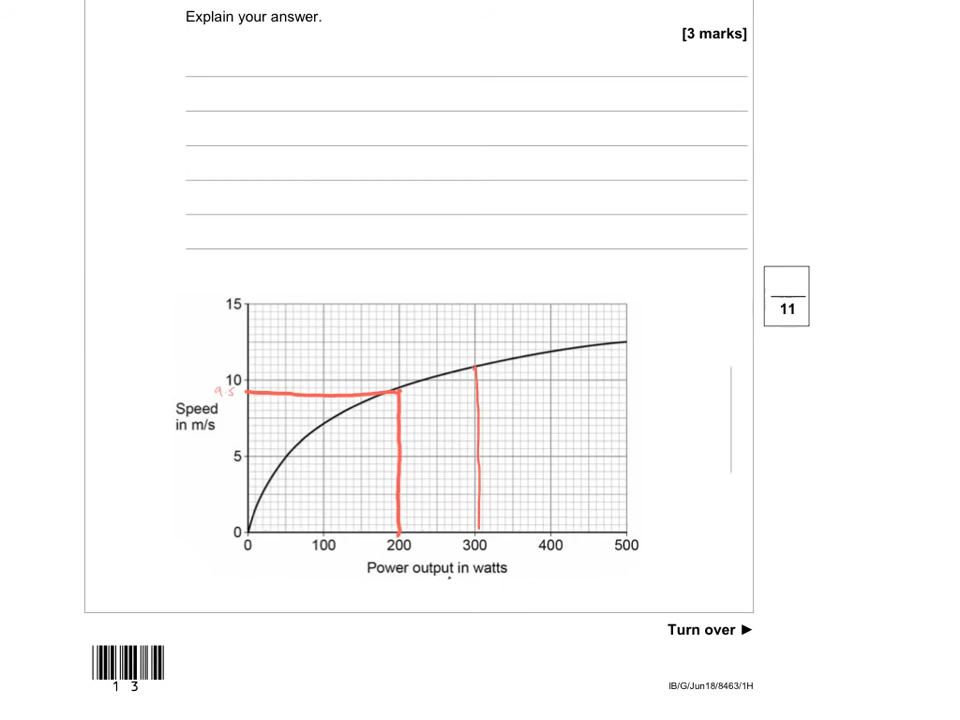 Explain your answer.
[3 marks]
11
15
10
9.5
Speed
in m/s
5
0
0 100 200 300 400 500
Power output in watts
Turn over ►
1 3
IB/G/Jun18/8463/1H